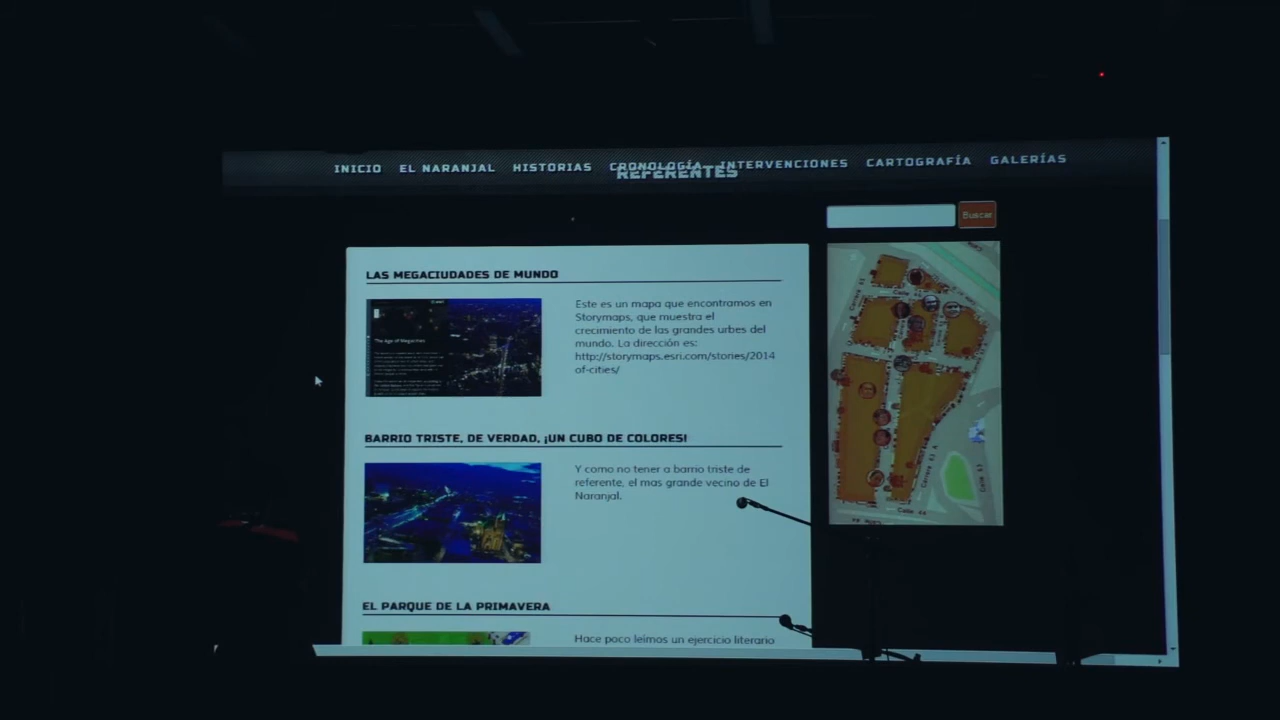 INICIO EL NARANJAL HISTORIAS CRONOLOGÍA INTERVENCIONES CARTOGRAFÍA GALERÍAS
REFERENTES
Buscar
LAS MEGACIUDADES DE MUNDO
The Age of Megacities
Este es un mapa que encontramos en
Storymaps, que muestra el
crecimiento de las grandes urbes del
mundo. La dirección es:
http://storymaps.esri.com/stories/2014
of-cities/
BARRIO TRISTE, DE VERDAD, ¡UN CUBO DE COLORES!
Y como no tener a barrio triste de
referente, el mas grande vecino de El
Naranjal.
EL PARQUE DE LA PRIMAVERA
Hace poco leímos un ejercicio literario